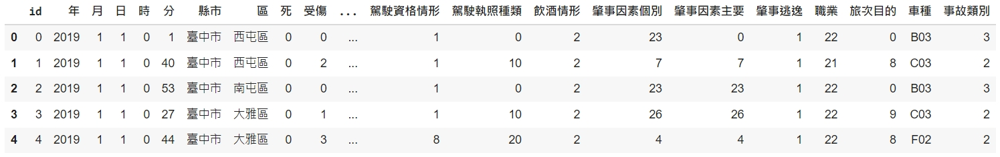 id 年 月 日 時 分 縣市 區 死 受傷 ... 駕駛資格情形 駕駛執照種類 飲酒情形 肇事因素個別 肇事因素主要 肇事逃逸 職業 旅次目的 車種 事故類別
0 0 2019 1 1 0 1 臺中市 西屯區 0 0 ... 1 0 2 23 0 1 22 0 B03 3
1 1 2019 1 1 0 40 臺中市 西屯區 0 2 ... 1 10 2 7 7 1 21 8 C03 2
2 2 2019 1 1 0 53 臺中市 南屯區 0 0 ... 1 0 2 23 23 1 22 0 B03 3
3 3 2019 1 1 0 27 臺中市 大雅區 0 1 ... 1 10 2 26 26 1 22 9 C03 2
4 4 2019 1 1 0 44 臺中市 大雅區 0 3 ... 8 20 2 4 4 1 22 8 F02 2